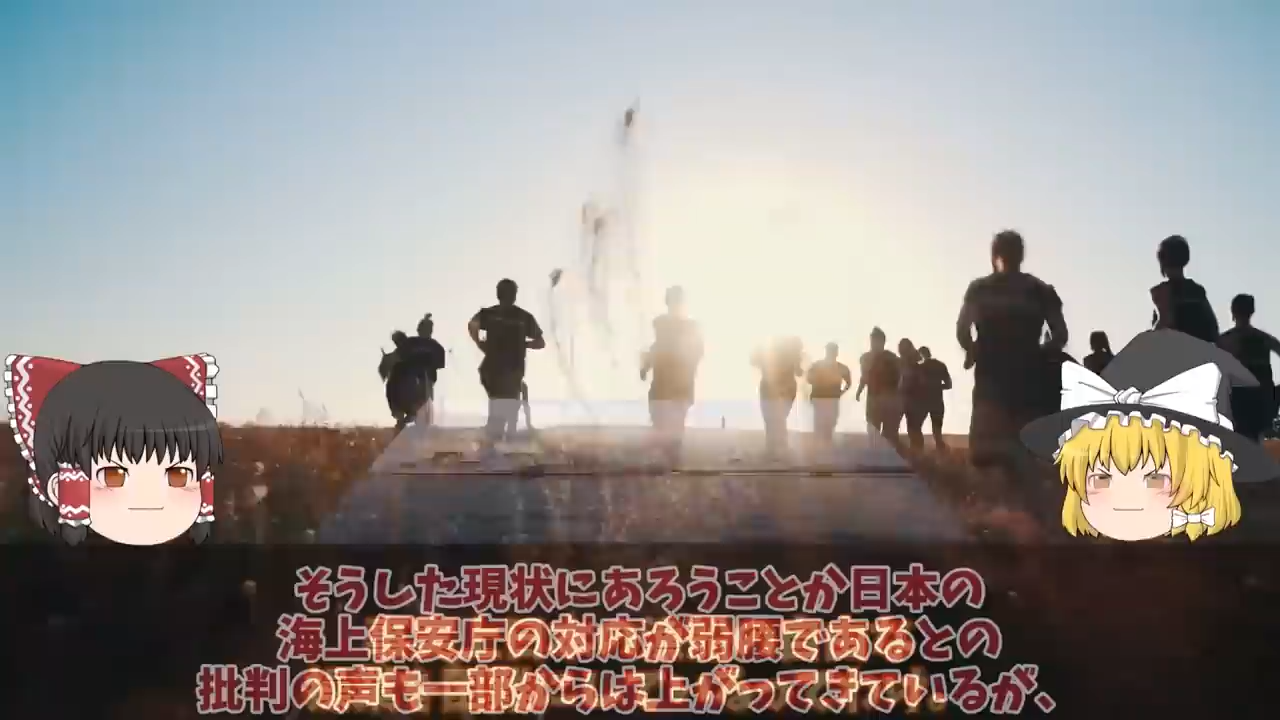 そうした現状にあろうことか日本の
海上保安庁の対応が弱腰であるとの
批判の声も一部からは上がってきているが、